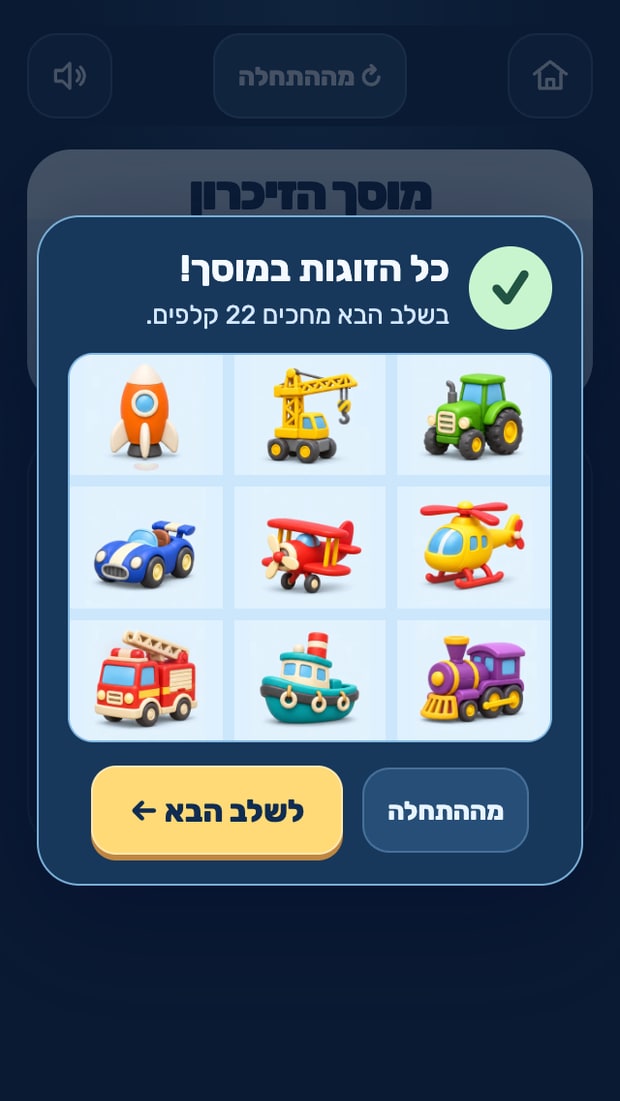 מההתחלה
מוסך הזיכרון
כל הזוגות במוסך!
בשלב הבא מחכים 22 קלפים.
מההתחלה
לשלב הבא ←